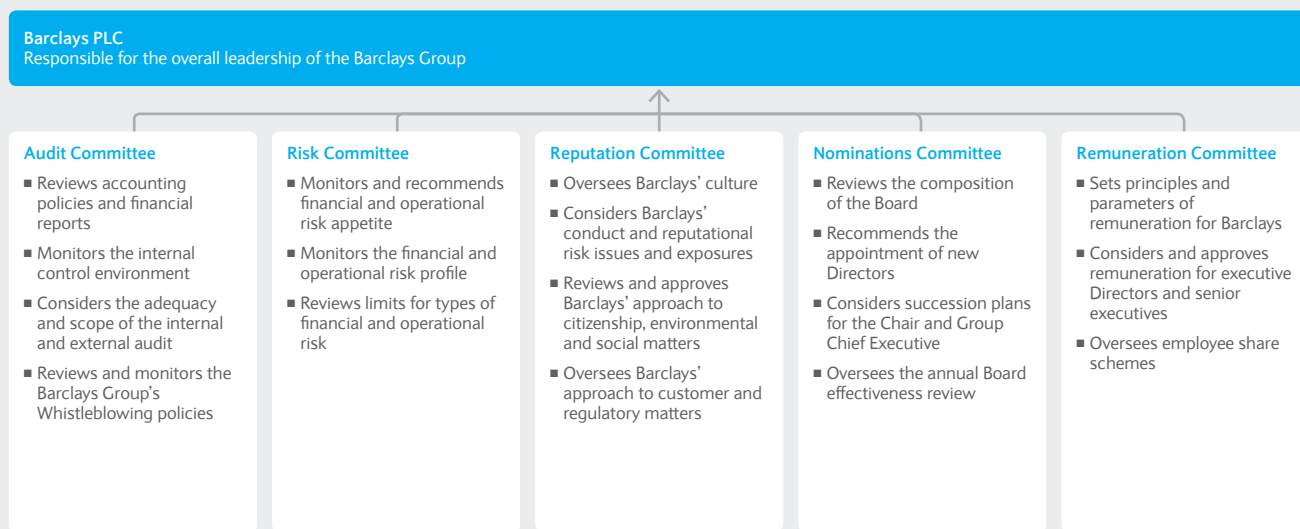 Barclays PLC
Responsible for the overall leadership of the Barclays Group
Audit Committee
■ Reviews accounting
policies and financial
reports
■ Monitors the internal
control environment
■ Considers the adequacy
and scope of the internal
and external audit
■ Reviews and monitors the
Barclays Group’s
Whistleblowing policies
Risk Committee
■ Monitors and recommends
financial and operational
risk appetite
■ Monitors the financial and
operational risk profile
■ Reviews limits for types of
financial and operational
risk
Reputation Committee
■ Oversees Barclays’ culture
■ Considers Barclays’
conduct and reputational
risk issues and exposures
■ Reviews and approves
Barclays’ approach to
citizenship, environmental
and social matters
■ Oversees Barclays’
approach to customer and
regulatory matters
Nominations Committee
■ Reviews the composition
of the Board
■ Recommends the
appointment of new
Directors
■ Considers succession plans
for the Chair and Group
Chief Executive
■ Oversees the annual Board
effectiveness review
Remuneration Committee
■ Sets principles and
parameters of
remuneration for Barclays
■ Considers and approves
remuneration for executive
Directors and senior
executives
■ Oversees employee share
schemes